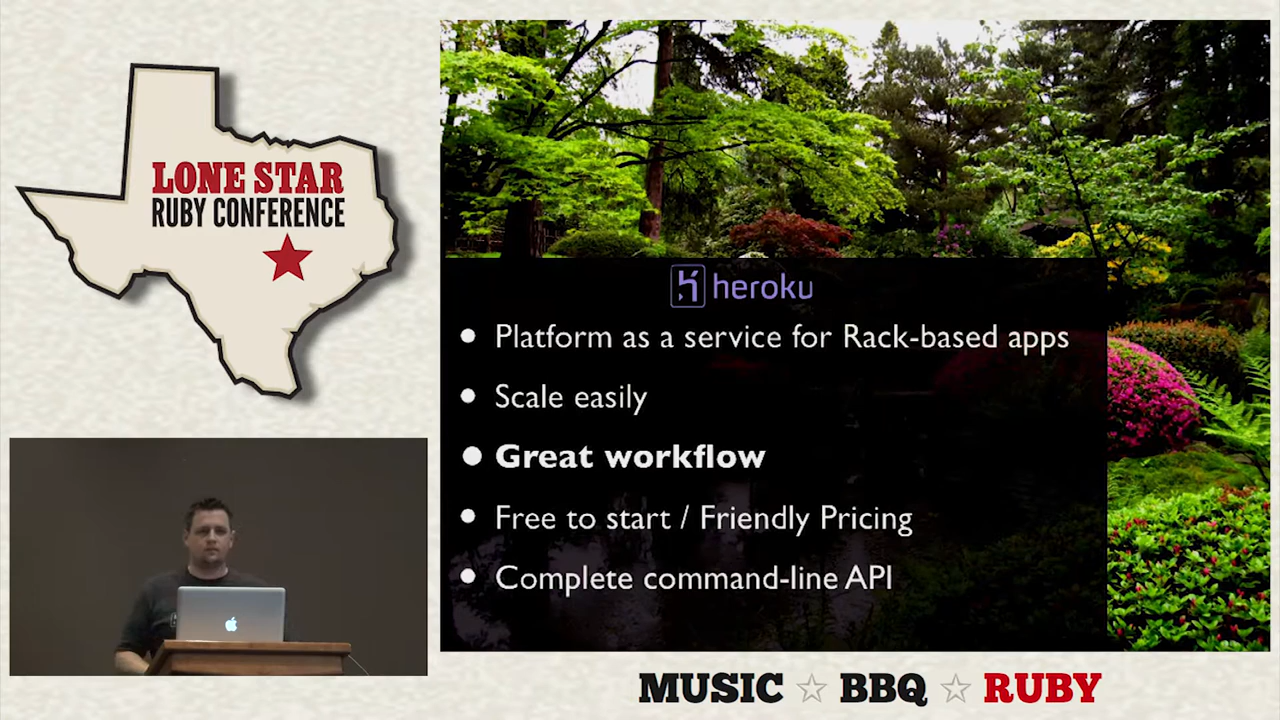 LONE STAR
RUBY CONFERENCE
heroku
• Platform as a service for Rack-based apps
• Scale easily
• Great workflow
• Free to start / Friendly Pricing
• Complete command-line API
MUSIC ☆ BBQ ☆ RUBY